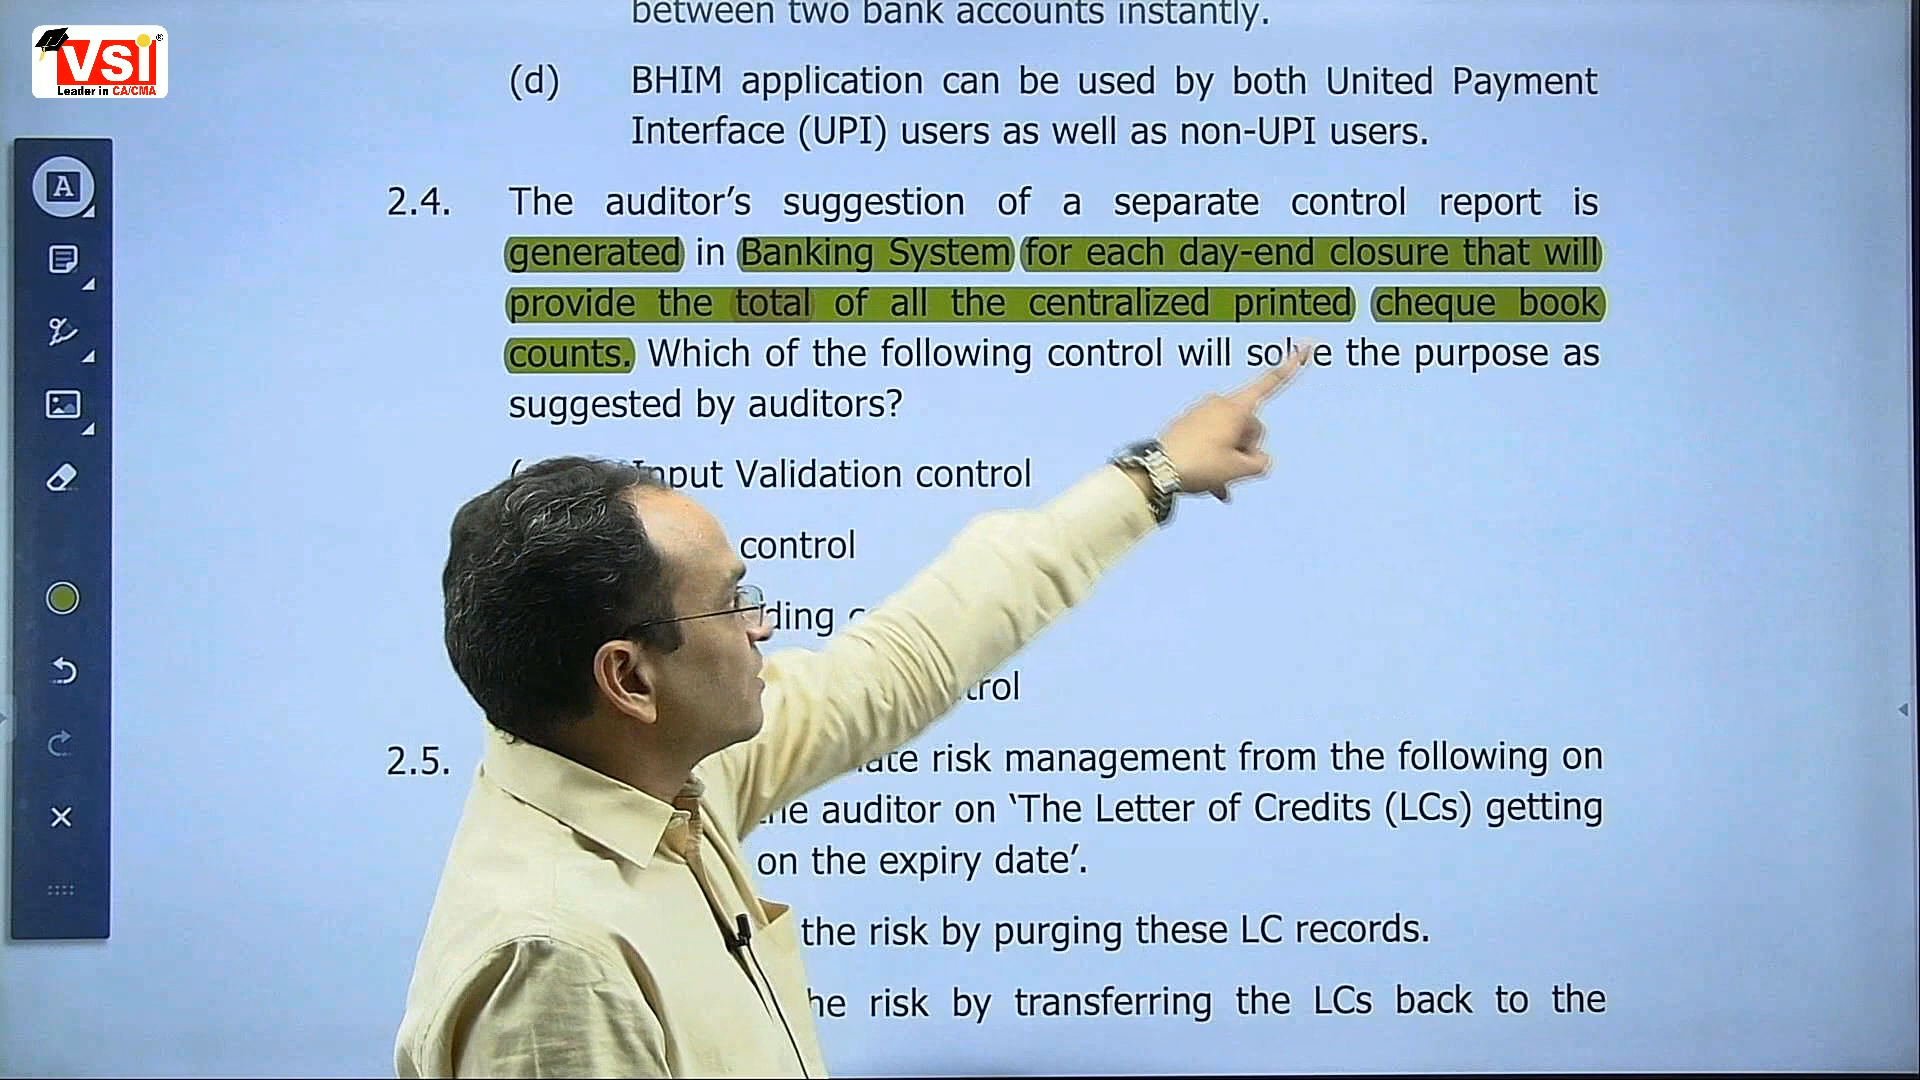 VSI
Leader in CA/CMA
between two bank accounts instantly.
(d) BHIM application can be used by both United Payment
Interface (UPI) users as well as non-UPI users.
2.4. The auditor’s suggestion of a separate control report is
generated in Banking System for each day-end closure that will
provide the total of all the centralized printed cheque book
counts. Which of the following control will solve the purpose as
suggested by auditors?
Input Validation control
control
2.5. risk management from the following on
auditor on ‘The Letter of Credits (LCs) getting
on the expiry date’.
the risk by purging these LC records.
risk by transferring the LCs back to the